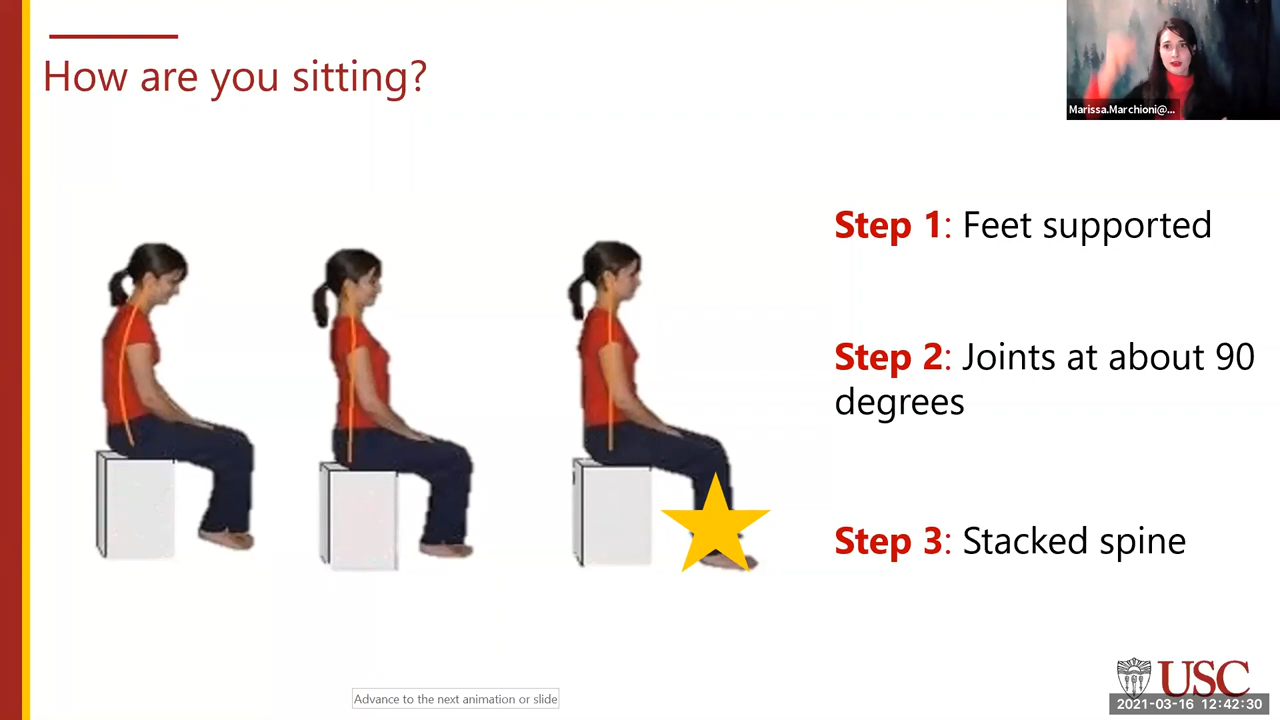 How are you sitting?
Marissa.Marchioni@...
Step 1: Feet supported
Step 2: Joints at about 90
degrees
Step 3: Stacked spine
USC
2021-03-16 12:42:30
Advance to the next animation or slide